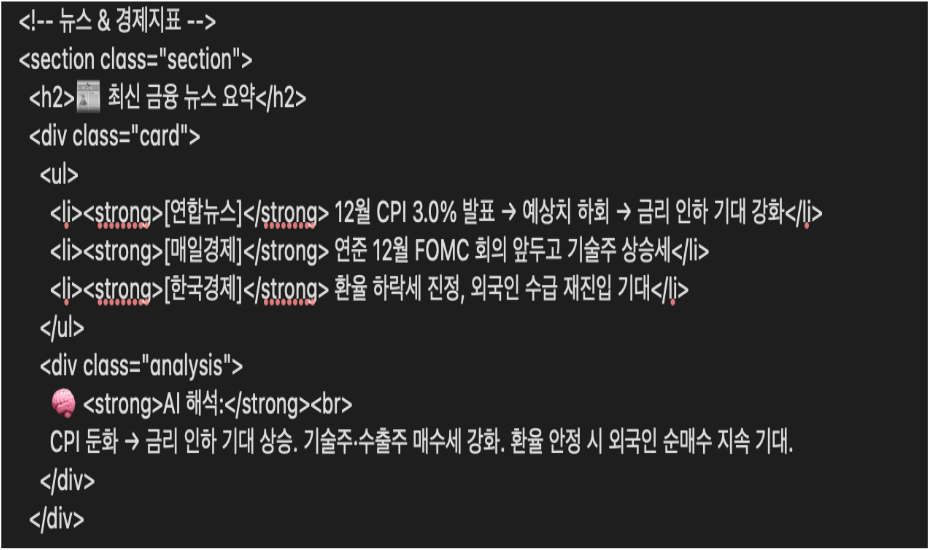 <!-- 뉴스 & 경제지표 -->
<section class="section">
<h2>📰 최신 금융 뉴스 요약</h2>
<div class="card">
<ul>
<li><strong>[연합뉴스]</strong> 12월 CPI 3.0% 발표 → 예상치 하회 → 금리 인하 기대 강화</li>
<li><strong>[매일경제]</strong> 연준 12월 FOMC 회의 앞두고 기술주 상승세</li>
<li><strong>[한국경제]</strong> 환율 하락세 진정, 외국인 수급 재진입 기대</li>
</ul>
<div class="analysis">
🧠 <strong>AI 해석:</strong><br>
CPI 둔화 → 금리 인하 기대 상승. 기술주·수출주 매수세 강화. 환율 안정 시 외국인 순매수 지속 기대.
</div>
</div>